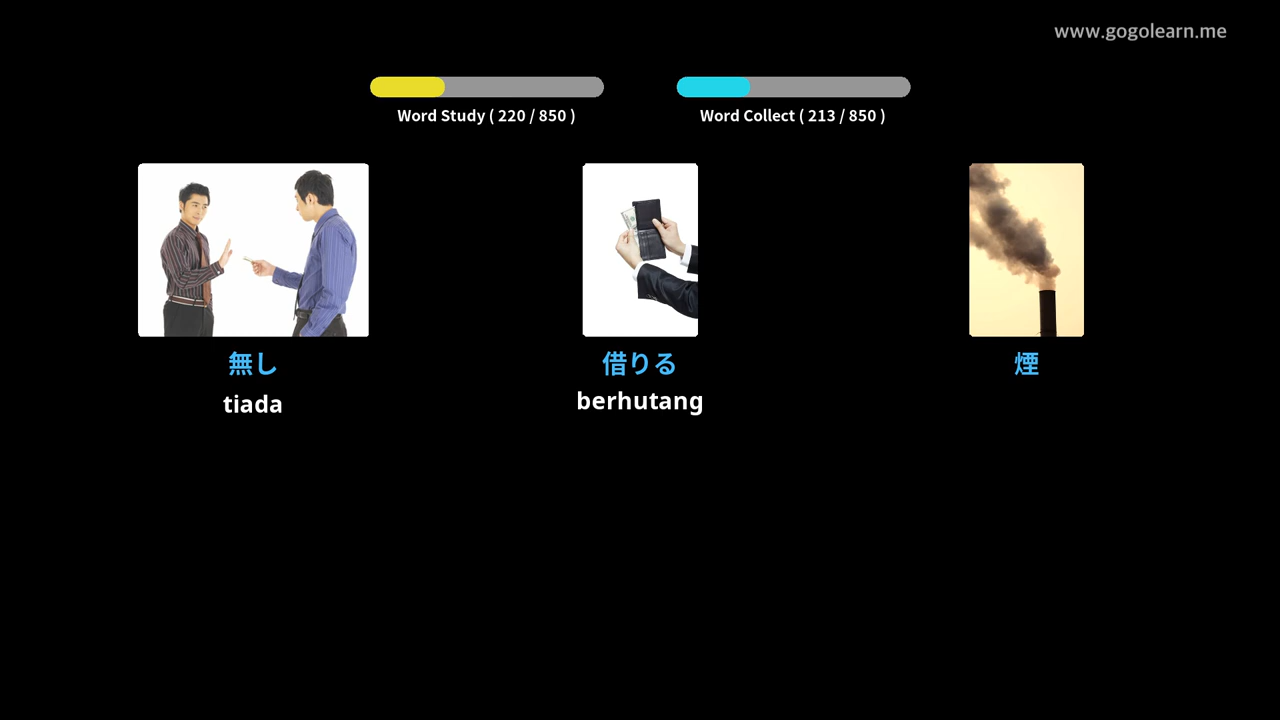 www.gogolearn.me
Word Study ( 220 / 850 )
Word Collect ( 213 / 850 )
無し
tiada
借りる
berhutang
煙